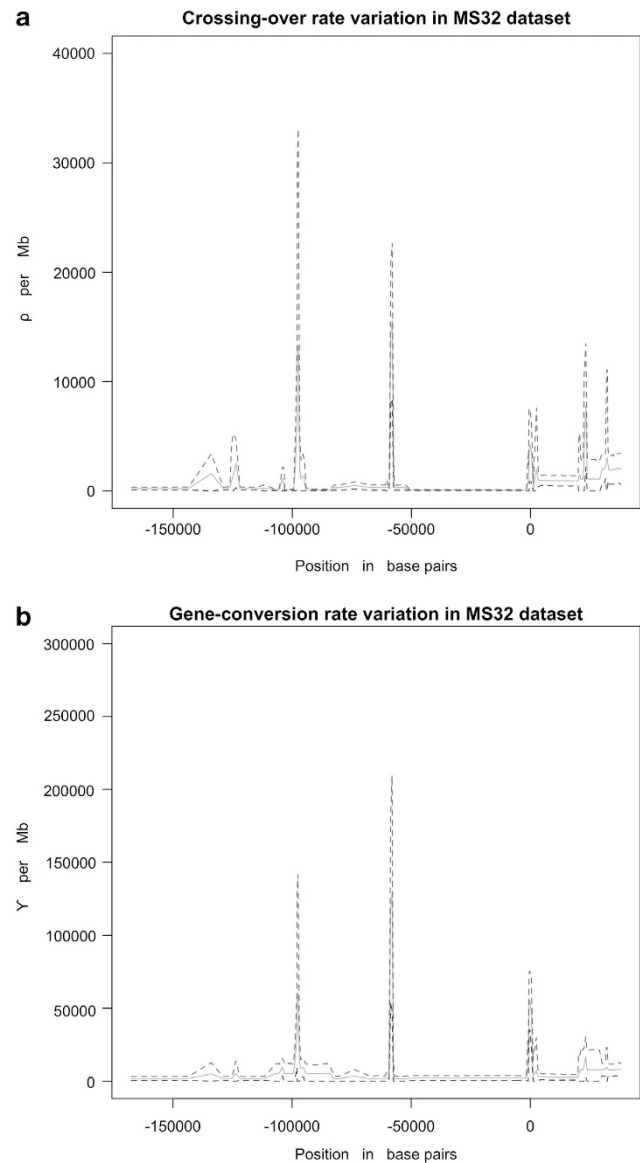 a
Crossing-over rate variation in MS32 dataset
40000
30000
20000
10000
0
ρ per Mb
-150000 -100000 -50000 0
Position in base pairs
b
Gene-conversion rate variation in MS32 dataset
300000
250000
200000
150000
100000
50000
0
ϒ per Mb
-150000 -100000 -50000 0
Position in base pairs